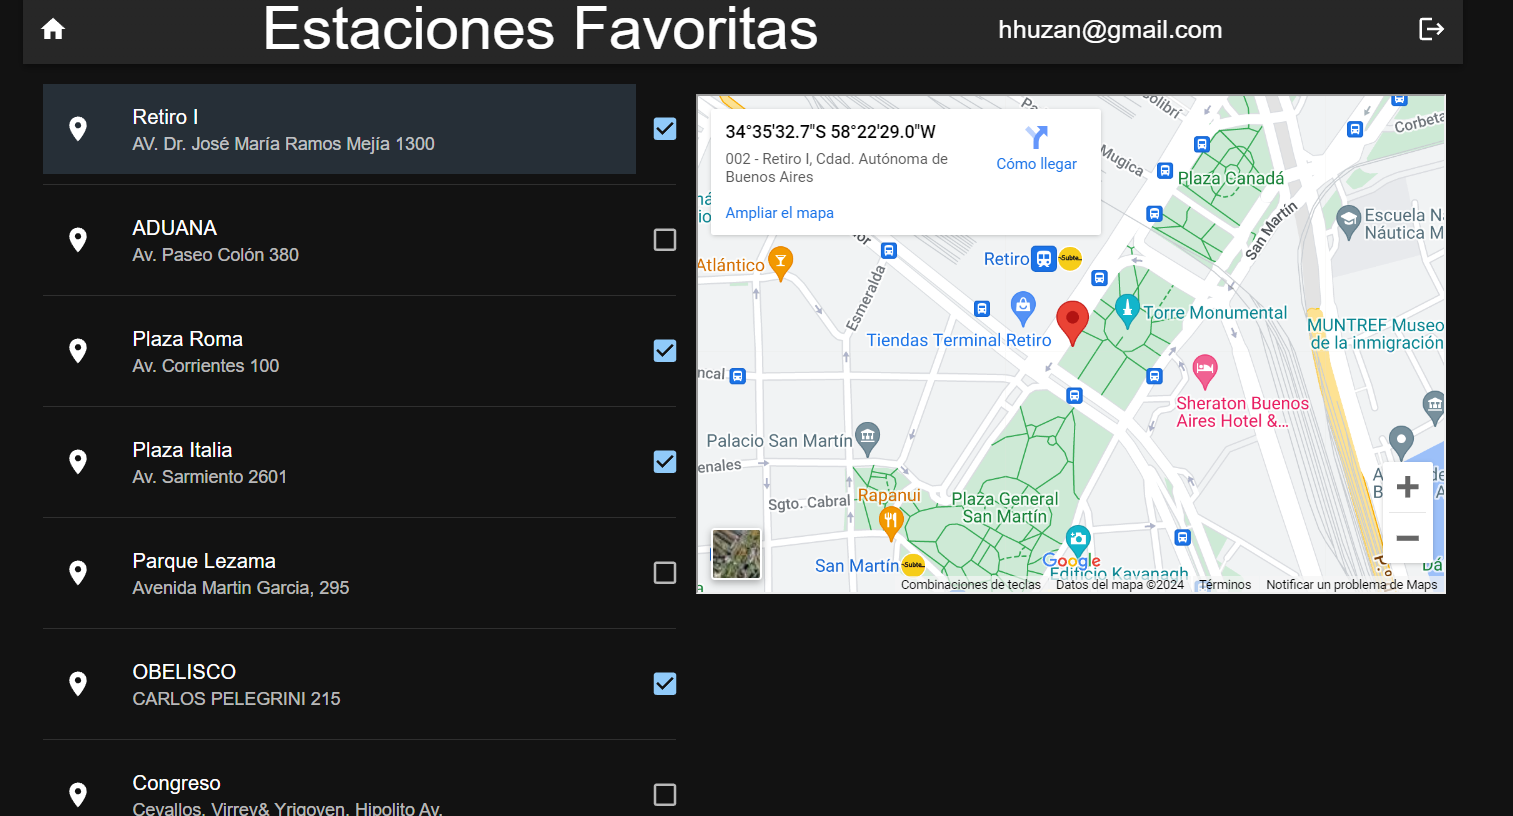 Estaciones Favoritas
hhuzan@gmail.com
Retiro I
AV. Dr. José María Ramos Mejía 1300
ADUANA
Av. Paseo Colón 380
Plaza Roma
Av. Corrientes 100
Plaza Italia
Av. Sarmiento 2601
Parque Lezama
Avenida Martin Garcia, 295
OBELISCO
CARLOS PELEGRINI 215
Congreso
Cevallos, Virrey& Yrigoyen, Hipolito Av.
34°35'32.7"S 58°22'29.0"W
002 - Retiro I, Cdad. Autónoma de
Buenos Aires
Cómo llegar
Ampliar el mapa
Mugica
Plaza Canadá
Corbeta
San Martín
Escuela N
Náutica M
Atlántico
Esmeralda
Retiro
Subte
Torre Monumental
Tiendas Terminal Retiro
MUNTREF Museo
de la inmigración
ncal
Sheraton Buenos
Aires Hotel &...
Palacio San Martín
enales
Sgto. Cabral
Rapanui
Plaza General
San Martín
San Martín
Subte
Google
Edificio Kavanagh
Combinaciones de teclas
Datos del mapa ©2024
Términos
Notificar un problema de Maps